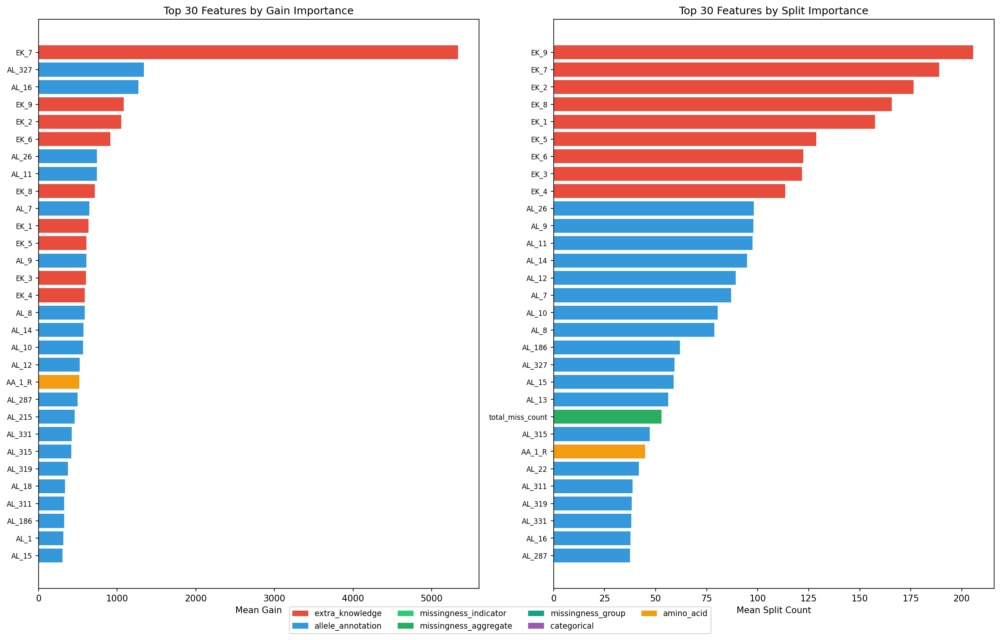 Top 30 Features by Gain Importance
EK_7
AL_327
AL_16
EK_9
EK_2
EK_6
AL_26
AL_11
EK_8
AL_7
EK_1
EK_5
AL_9
EK_3
EK_4
AL_8
AL_14
AL_10
AL_12
AA_1_R
AL_287
AL_215
AL_331
AL_315
AL_319
AL_18
AL_311
AL_186
AL_1
AL_15
0 1000 2000 3000 4000 5000
Mean Gain
Top 30 Features by Split Importance
EK_9
EK_7
EK_2
EK_8
EK_1
EK_5
EK_6
EK_3
EK_4
AL_26
AL_9
AL_11
AL_14
AL_12
AL_7
AL_10
AL_8
AL_186
AL_327
AL_15
AL_13
total_miss_count
AL_315
AA_1_R
AL_22
AL_311
AL_319
AL_331
AL_16
AL_287
0 25 50 75 100 125 150 175 200
Mean Split Count
extra_knowledge missingness_indicator missingness_group amino_acid
allele_annotation missingness_aggregate categorical